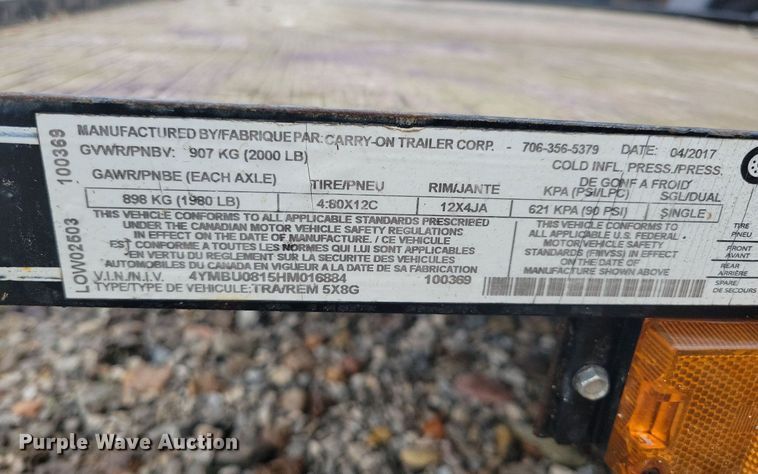 MANUFACTURED BY/FABRIQUE PAR: CARRY-ON TRAILER CORP. - 706-356-5379 DATE: 04/2017
GVWR/PNBV: 907 KG (2000 LB)
COLD INFL. PRESS./PRESS.
DE GONF A FROID
GAWR/PNBE (EACH AXLE) TIRE/PNEU RIM/JANTE KPA (PSI/LPC) SGL/DUAL
898 KG (1980 LB) 4:80X12C 12X4JA 621 KPA (90 PSI) SINGLE
THIS VEHICLE CONFORMS TO ALL APPLICABLE STANDARDS PRESCRIBED
UNDER THE CANADIAN MOTOR VEHICLE SAFETY REGULATIONS
IN EFFECT ON THE DATE OF MANUFACTURE. / CE VEHICULE
EST CONFORME A TOUTES LES NORMES QUI LUI SONT APPLICABLES
EN VERTU DU REGLEMENT SUR LA SECURITE DES VEHICULES
AUTOMOBILES DU CANADA EN VIGUEUR A LA DATE DE SA FABRICATION
THIS VEHICLE CONFORMS TO ALL
APPLICABLE U.S. FEDERAL
MOTOR VEHICLE SAFETY
STANDARDS (FMVSS) IN EFFECT ON
MANUFACTURE SHOWN ABOVE
V.I.N./N.I.V. 4YMBU0815HM016884 100369
TYPE/TYPE DE VEHICULE: TRA/REM 5X8G
LOW02503 100369
TIRE
PNEU
FRONT
AVANT
REAR
ARRIÈRE
SPARE
DE SECOURS
Purple Wave Auction